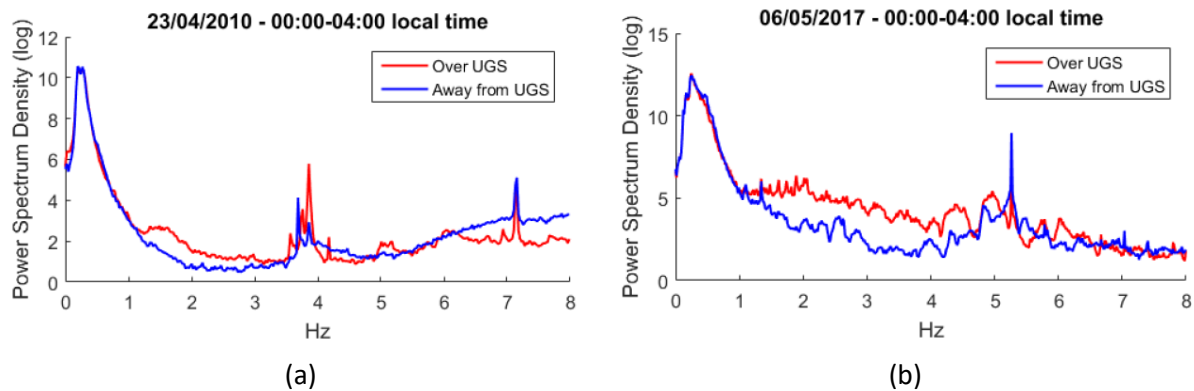 23/04/2010 - 00:00-04:00 local time
Power Spectrum Density (log)
12
10
8
6
4
2
0
Over UGS
Away from UGS
0 1 2 3 4 5 6 7 8
Hz
(a)
06/05/2017 - 00:00-04:00 local time
Power Spectrum Density (log)
15
10
5
0
Over UGS
Away from UGS
0 1 2 3 4 5 6 7 8
Hz
(b)